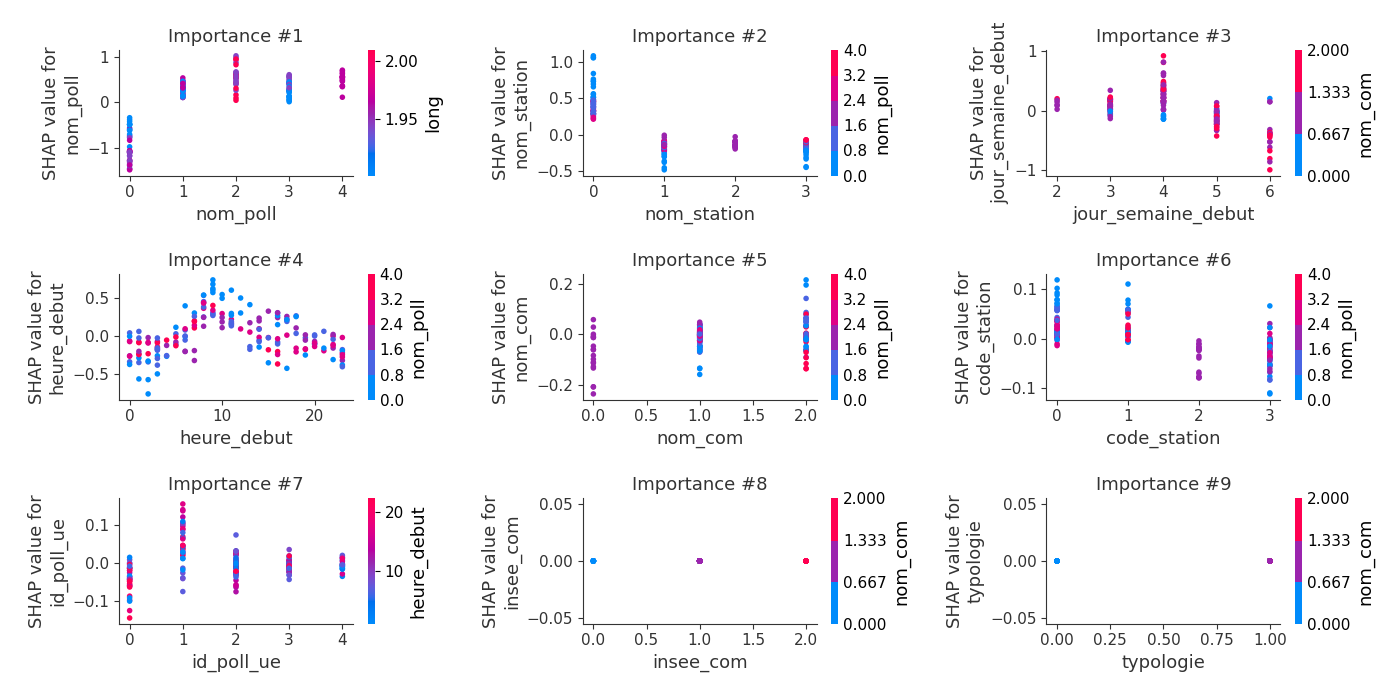 Importance #1
SHAP value for
nom_poll
1
0
−1
0 1 2 3 4
nom_poll
2.00
1.95
long
Importance #2
SHAP value for
nom_station
1.0
0.5
0.0
−0.5
0 1 2 3
nom_station
4.0
3.2
2.4
1.6
0.8
0.0
nom_poll
Importance #3
SHAP value for
jour_semaine_debut
1
0
−1
2 3 4 5 6
jour_semaine_debut
2.000
1.333
0.667
0.000
nom_com
Importance #4
SHAP value for
heure_debut
0.5
0.0
−0.5
0 10 20
heure_debut
4.0
3.2
2.4
1.6
0.8
0.0
nom_poll
Importance #5
SHAP value for
nom_com
0.2
0.0
−0.2
0.0 0.5 1.0 1.5 2.0
nom_com
4.0
3.2
2.4
1.6
0.8
0.0
nom_poll
Importance #6
SHAP value for
code_station
0.1
0.0
−0.1
0 1 2 3
code_station
4.0
3.2
2.4
1.6
0.8
0.0
nom_poll
Importance #7
SHAP value for
id_poll_ue
0.1
0.0
−0.1
0 1 2 3 4
id_poll_ue
20
10
heure_debut
Importance #8
SHAP value for
insee_com
0.05
0.00
−0.05
0.0 0.5 1.0 1.5 2.0
insee_com
2.000
1.333
0.667
0.000
nom_com
Importance #9
SHAP value for
typologie
0.05
0.00
−0.05
0.00 0.25 0.50 0.75 1.00
typologie
2.000
1.333
0.667
0.000
nom_com